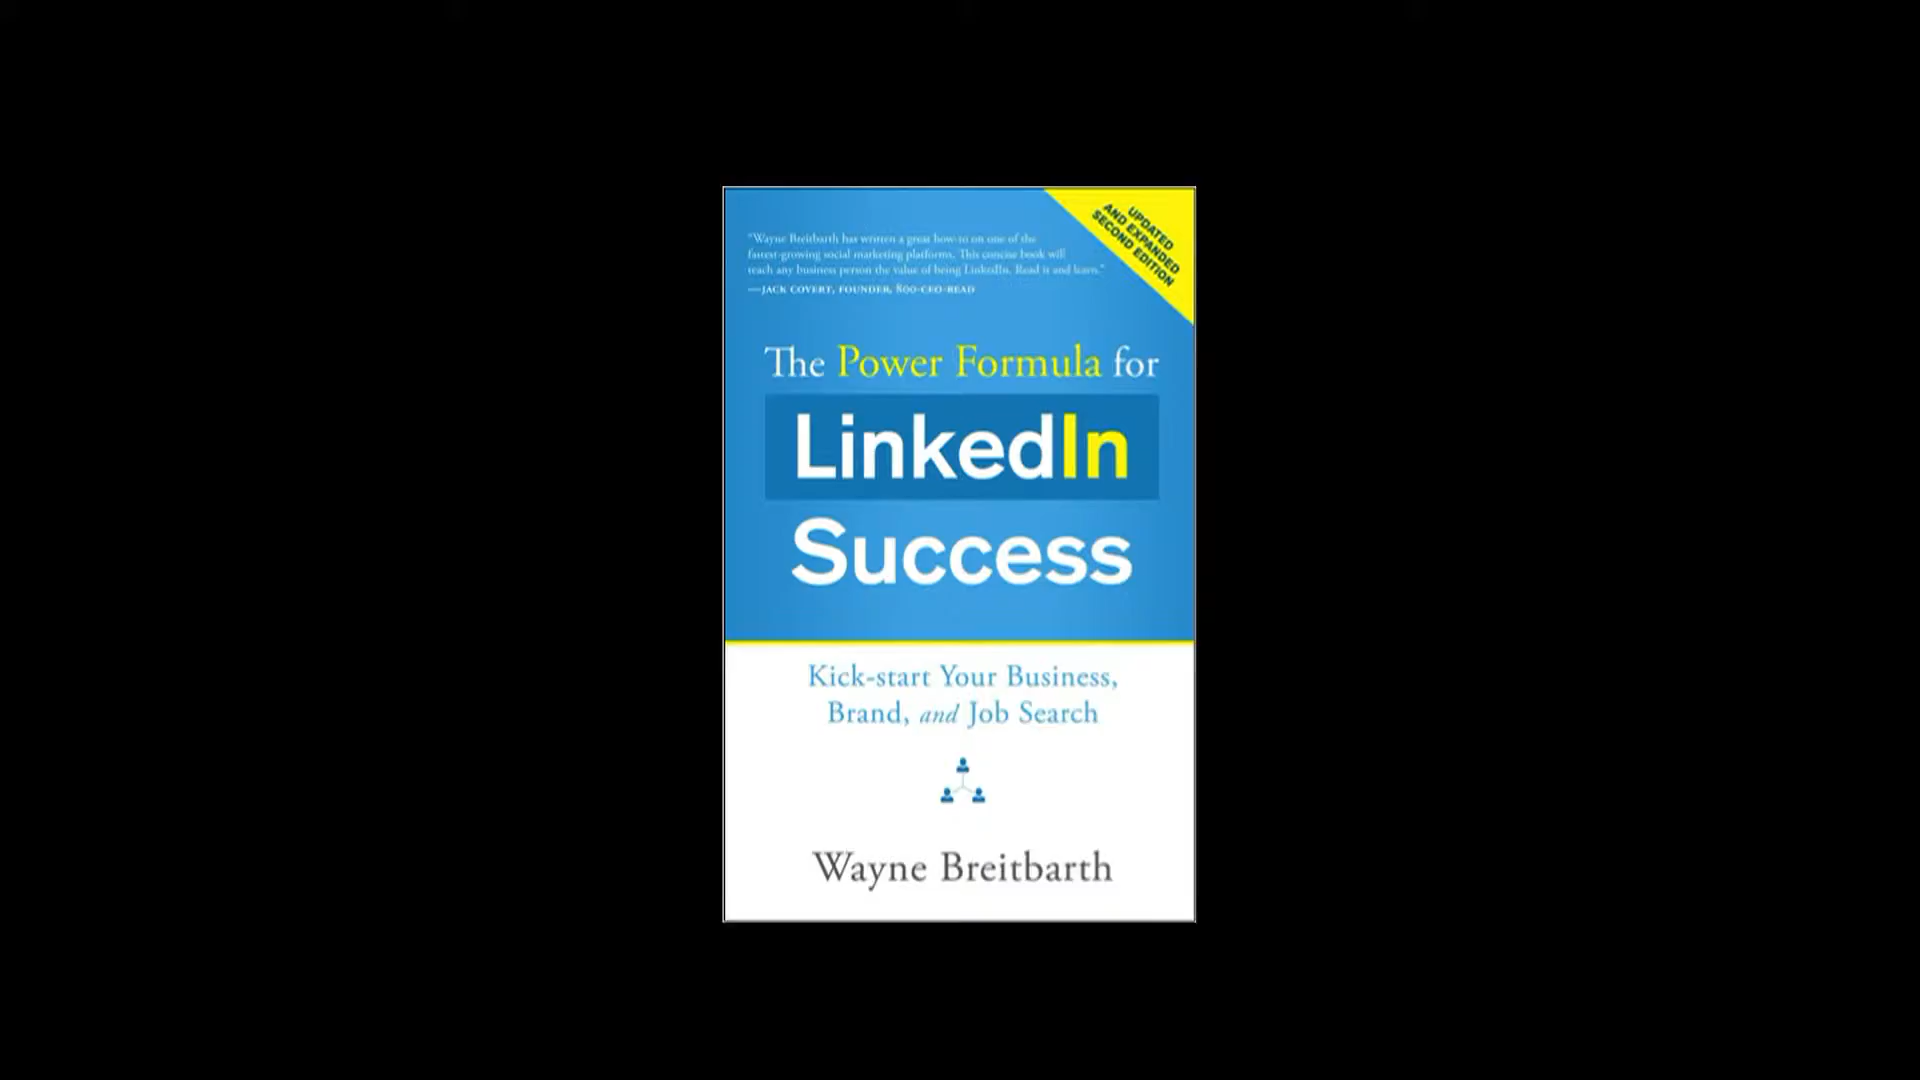 "Wayne Breitbarth has written a great how-to on one of the
fastest-growing social marketing platforms. This concise book will
teach any business person the value of being LinkedIn. Read it and learn."
—JACK COVERT, FOUNDER, 800-CEO-READ
UPDATED
AND EXPANDED
SECOND EDITION
The Power Formula for
LinkedIn
Success
Kick-start Your Business,
Brand, and Job Search
Wayne Breitbarth